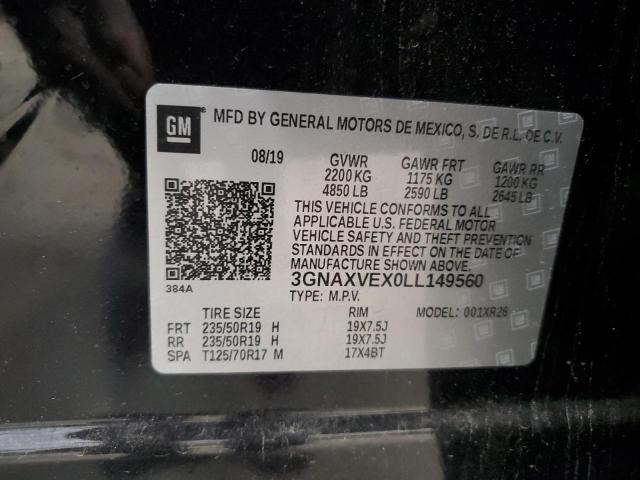 GM ® MFD BY GENERAL MOTORS DE MEXICO, S. DE R.L. DE C.V.
08/19 GVWR GAWR FRT GAWR RR
2200 KG 1175 KG 1200 KG
4850 LB 2590 LB 2645 LB
THIS VEHICLE CONFORMS TO ALL
APPLICABLE U.S. FEDERAL MOTOR
VEHICLE SAFETY AND THEFT PREVENTION
STANDARDS IN EFFECT ON THE DATE OF
MANUFACTURE SHOWN ABOVE.
3GNAXVEX0LL149560
384A
TYPE: M.P.V. MODEL: 001XR26
TIRE SIZE RIM
FRT 235/50R19 H 19X7.5J
RR 235/50R19 H 19X7.5J
SPA T125/70R17 M 17X4BT